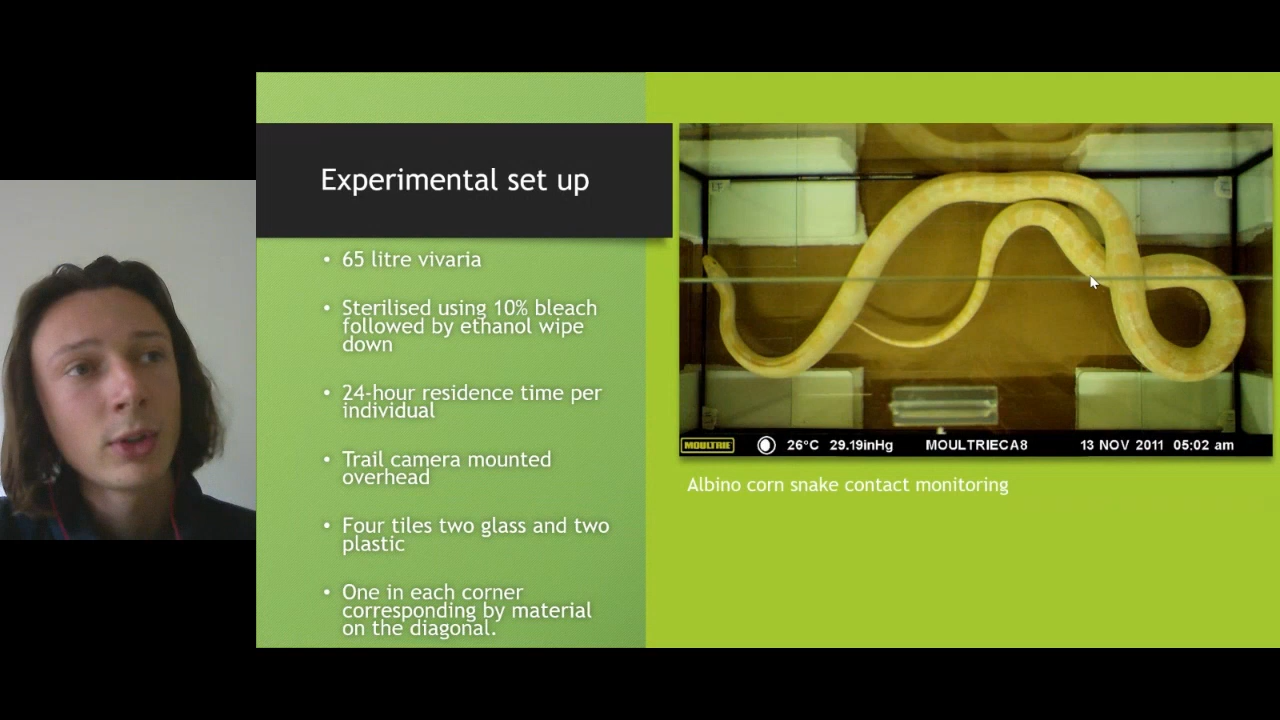 Experimental set up
• 65 litre vivaria
• Sterilised using 10% bleach
followed by ethanol wipe
down
• 24-hour residence time per
individual
• Trail camera mounted
overhead
• Four tiles two glass and two
plastic
• One in each corner
corresponding by material
on the diagonal.
MOULTRIE 26°C 29.19inHg MOULTRIECA8 13 NOV 2011 05:02 am
Albino corn snake contact monitoring